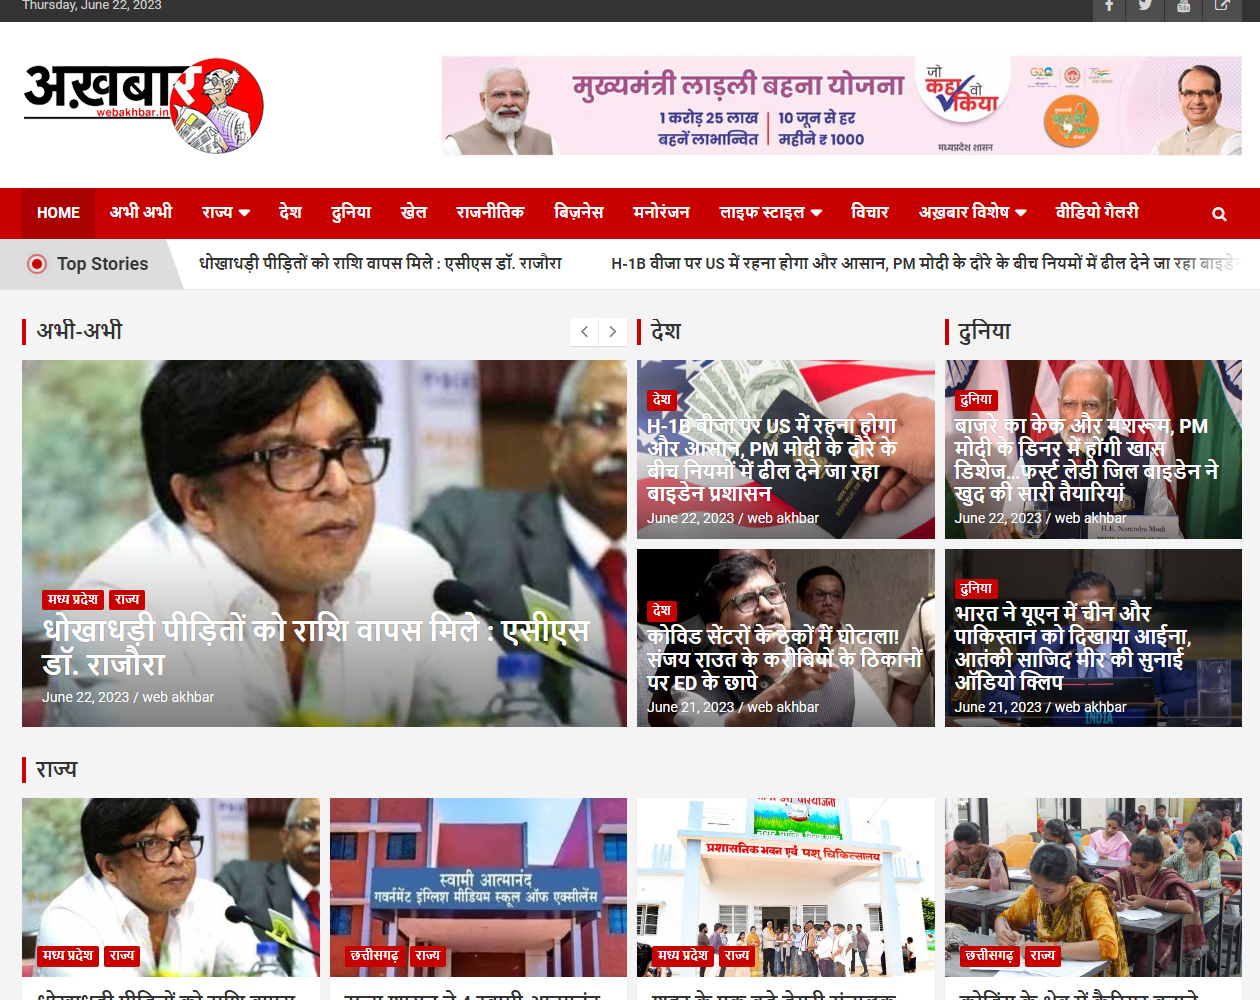 Thursday, June 22, 2023
अख़बार
webakhbar.in
मुख्यमंत्री लाड़ली बहना योजना
1 करोड़ 25 लाख
बहनें लाभान्वित
10 जून से हर
महीने ₹ 1000
जो
कहा वो
किया
मध्यप्रदेश शासन
HOME अभी अभी राज्य देश दुनिया खेल राजनीतिक बिज़नेस मनोरंजन लाइफ स्टाइल विचार अख़बार विशेष वीडियो गैलरी
Top Stories
धोखाधड़ी पीड़ितों को राशि वापस मिले : एसीएस डॉ. राजौरा
H-1B वीजा पर US में रहना होगा और आसान, PM मोदी के दौरे के बीच नियमों में ढील देने जा रहा बाइडेन
अभी-अभी
मध्य प्रदेश राज्य
धोखाधड़ी पीड़ितों को राशि वापस मिले : एसीएस
डॉ. राजौरा
June 22, 2023 / web akhbar
देश
देश
H-1B वीजा पर US में रहना होगा
और आसान, PM मोदी के दौरे के
बीच नियमों में ढील देने जा रहा
बाइडेन प्रशासन
June 22, 2023 / web akhbar
देश
कोविड सेंटरों के ठेकों में घोटाला!
संजय राउत के करीबियों के ठिकानों
पर ED के छापे
June 21, 2023 / web akhbar
दुनिया
दुनिया
बाजरे का केक और मशरूम, PM
मोदी के डिनर में होंगी खास
डिशेज...फर्स्ट लेडी जिल बाइडेन ने
खुद की सारी तैयारियां
June 22, 2023 / web akhbar
H.E. Narendra Modi
दुनिया
भारत ने यूएन में चीन और
पाकिस्तान को दिखाया आईना,
आतंकी साजिद मीर की सुनाई
ऑडियो क्लिप
June 21, 2023 / web akhbar
INDIA
राज्य
मध्य प्रदेश राज्य
धोखाधड़ी पीड़ितों को राशि वापस
स्वामी आत्मानंद
गवर्नमेंट इंग्लिश मीडियम स्कूल ऑफ एक्सीलेंस
छत्तीसगढ़ राज्य
प्रशासनिक भवन एवं पशु चिकित्सालय
मध्य प्रदेश राज्य
छत्तीसगढ़ राज्य